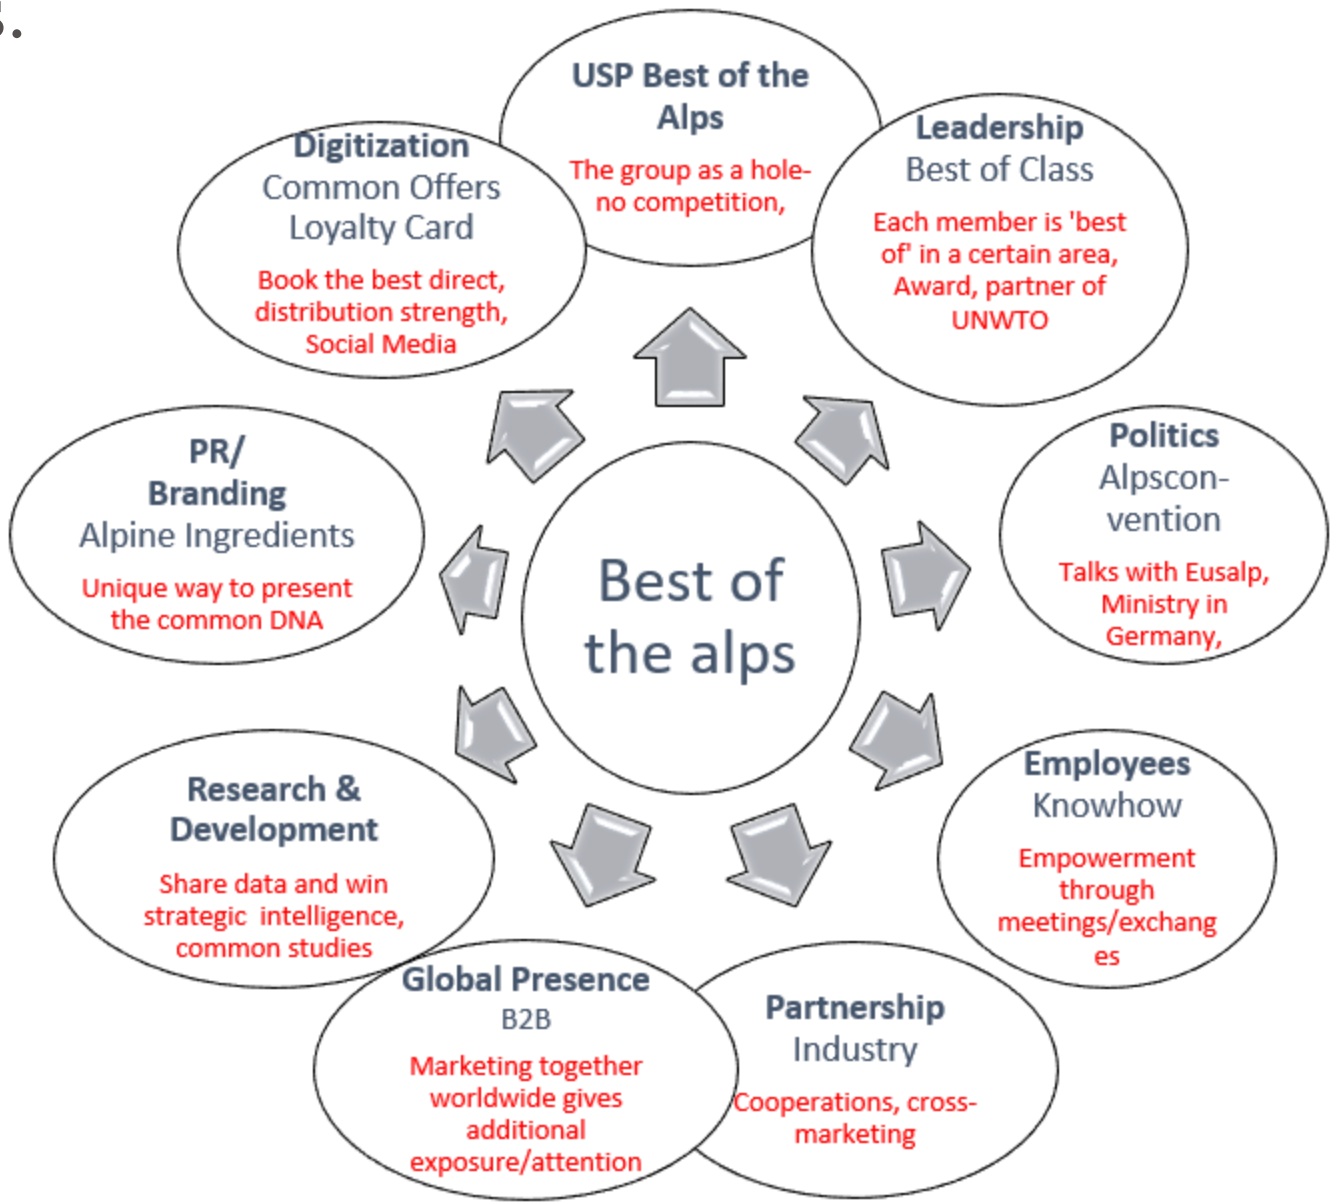 s.
USP Best of the
Alps
The group as a hole-
no competition,
Leadership
Best of Class
Each member is 'best
of' in a certain area,
Award, partner of
UNWTO
Politics
Alpscon-
vention
Talks with Eusalp,
Ministry in
Germany,
Employees
Knowhow
Empowerment
through
meetings/exchang
es
Partnership
Industry
Cooperations, cross-
marketing
Global Presence
B2B
Marketing together
worldwide gives
additional
exposure/attention
Research &
Development
Share data and win
strategic intelligence,
common studies
PR/
Branding
Alpine Ingredients
Unique way to present
the common DNA
Digitization
Common Offers
Loyalty Card
Book the best direct,
distribution strength,
Social Media
Best of
the alps